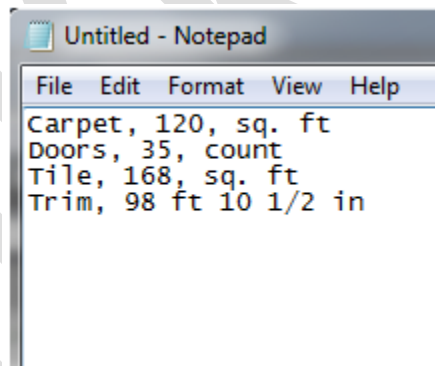 Untitled - Notepad
File Edit Format View Help
Carpet, 120, sq. ft
Doors, 35, count
Tile, 168, sq. ft
Trim, 98 ft 10 1/2 in